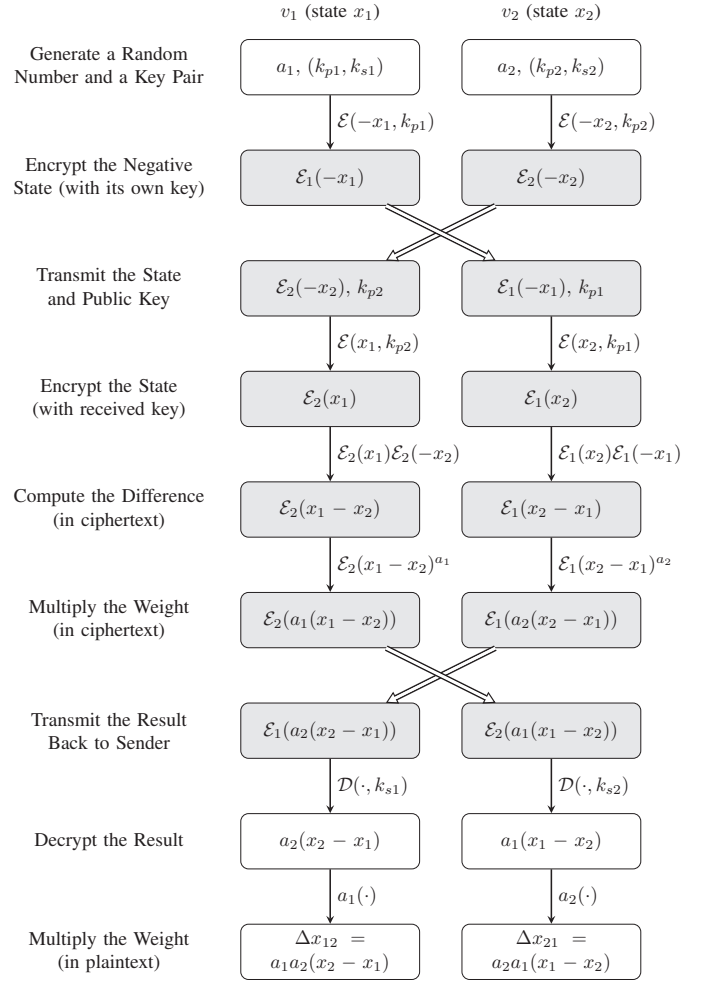 v₁ (state x₁) v₂ (state x₂)
Generate a Random
Number and a Key Pair
a₁, (kₚ₁, kₛ₁) a₂, (kₚ₂, kₛ₂)
ℰ(−x₁, kₚ₁) ℰ(−x₂, kₚ₂)
Encrypt the Negative
State (with its own key)
ℰ₁(−x₁) ℰ₂(−x₂)
Transmit the State
and Public Key
ℰ₂(−x₂), kₚ₂ ℰ₁(−x₁), kₚ₁
ℰ(x₁, kₚ₂) ℰ(x₂, kₚ₁)
Encrypt the State
(with received key)
ℰ₂(x₁) ℰ₁(x₂)
ℰ₂(x₁)ℰ₂(−x₂) ℰ₁(x₂)ℰ₁(−x₁)
Compute the Difference
(in ciphertext)
ℰ₂(x₁ − x₂) ℰ₁(x₂ − x₁)
ℰ₂(x₁ − x₂)^a₁ ℰ₁(x₂ − x₁)^a₂
Multiply the Weight
(in ciphertext)
ℰ₂(a₁(x₁ − x₂)) ℰ₁(a₂(x₂ − x₁))
Transmit the Result
Back to Sender
ℰ₁(a₂(x₂ − x₁)) ℰ₂(a₁(x₁ − x₂))
𝒟(·, kₛ₁) 𝒟(·, kₛ₂)
Decrypt the Result
a₂(x₂ − x₁) a₁(x₁ − x₂)
a₁(·) a₂(·)
Multiply the Weight
(in plaintext)
Δx₁₂ = Δx₂₁ =
a₁a₂(x₂ − x₁) a₂a₁(x₁ − x₂)